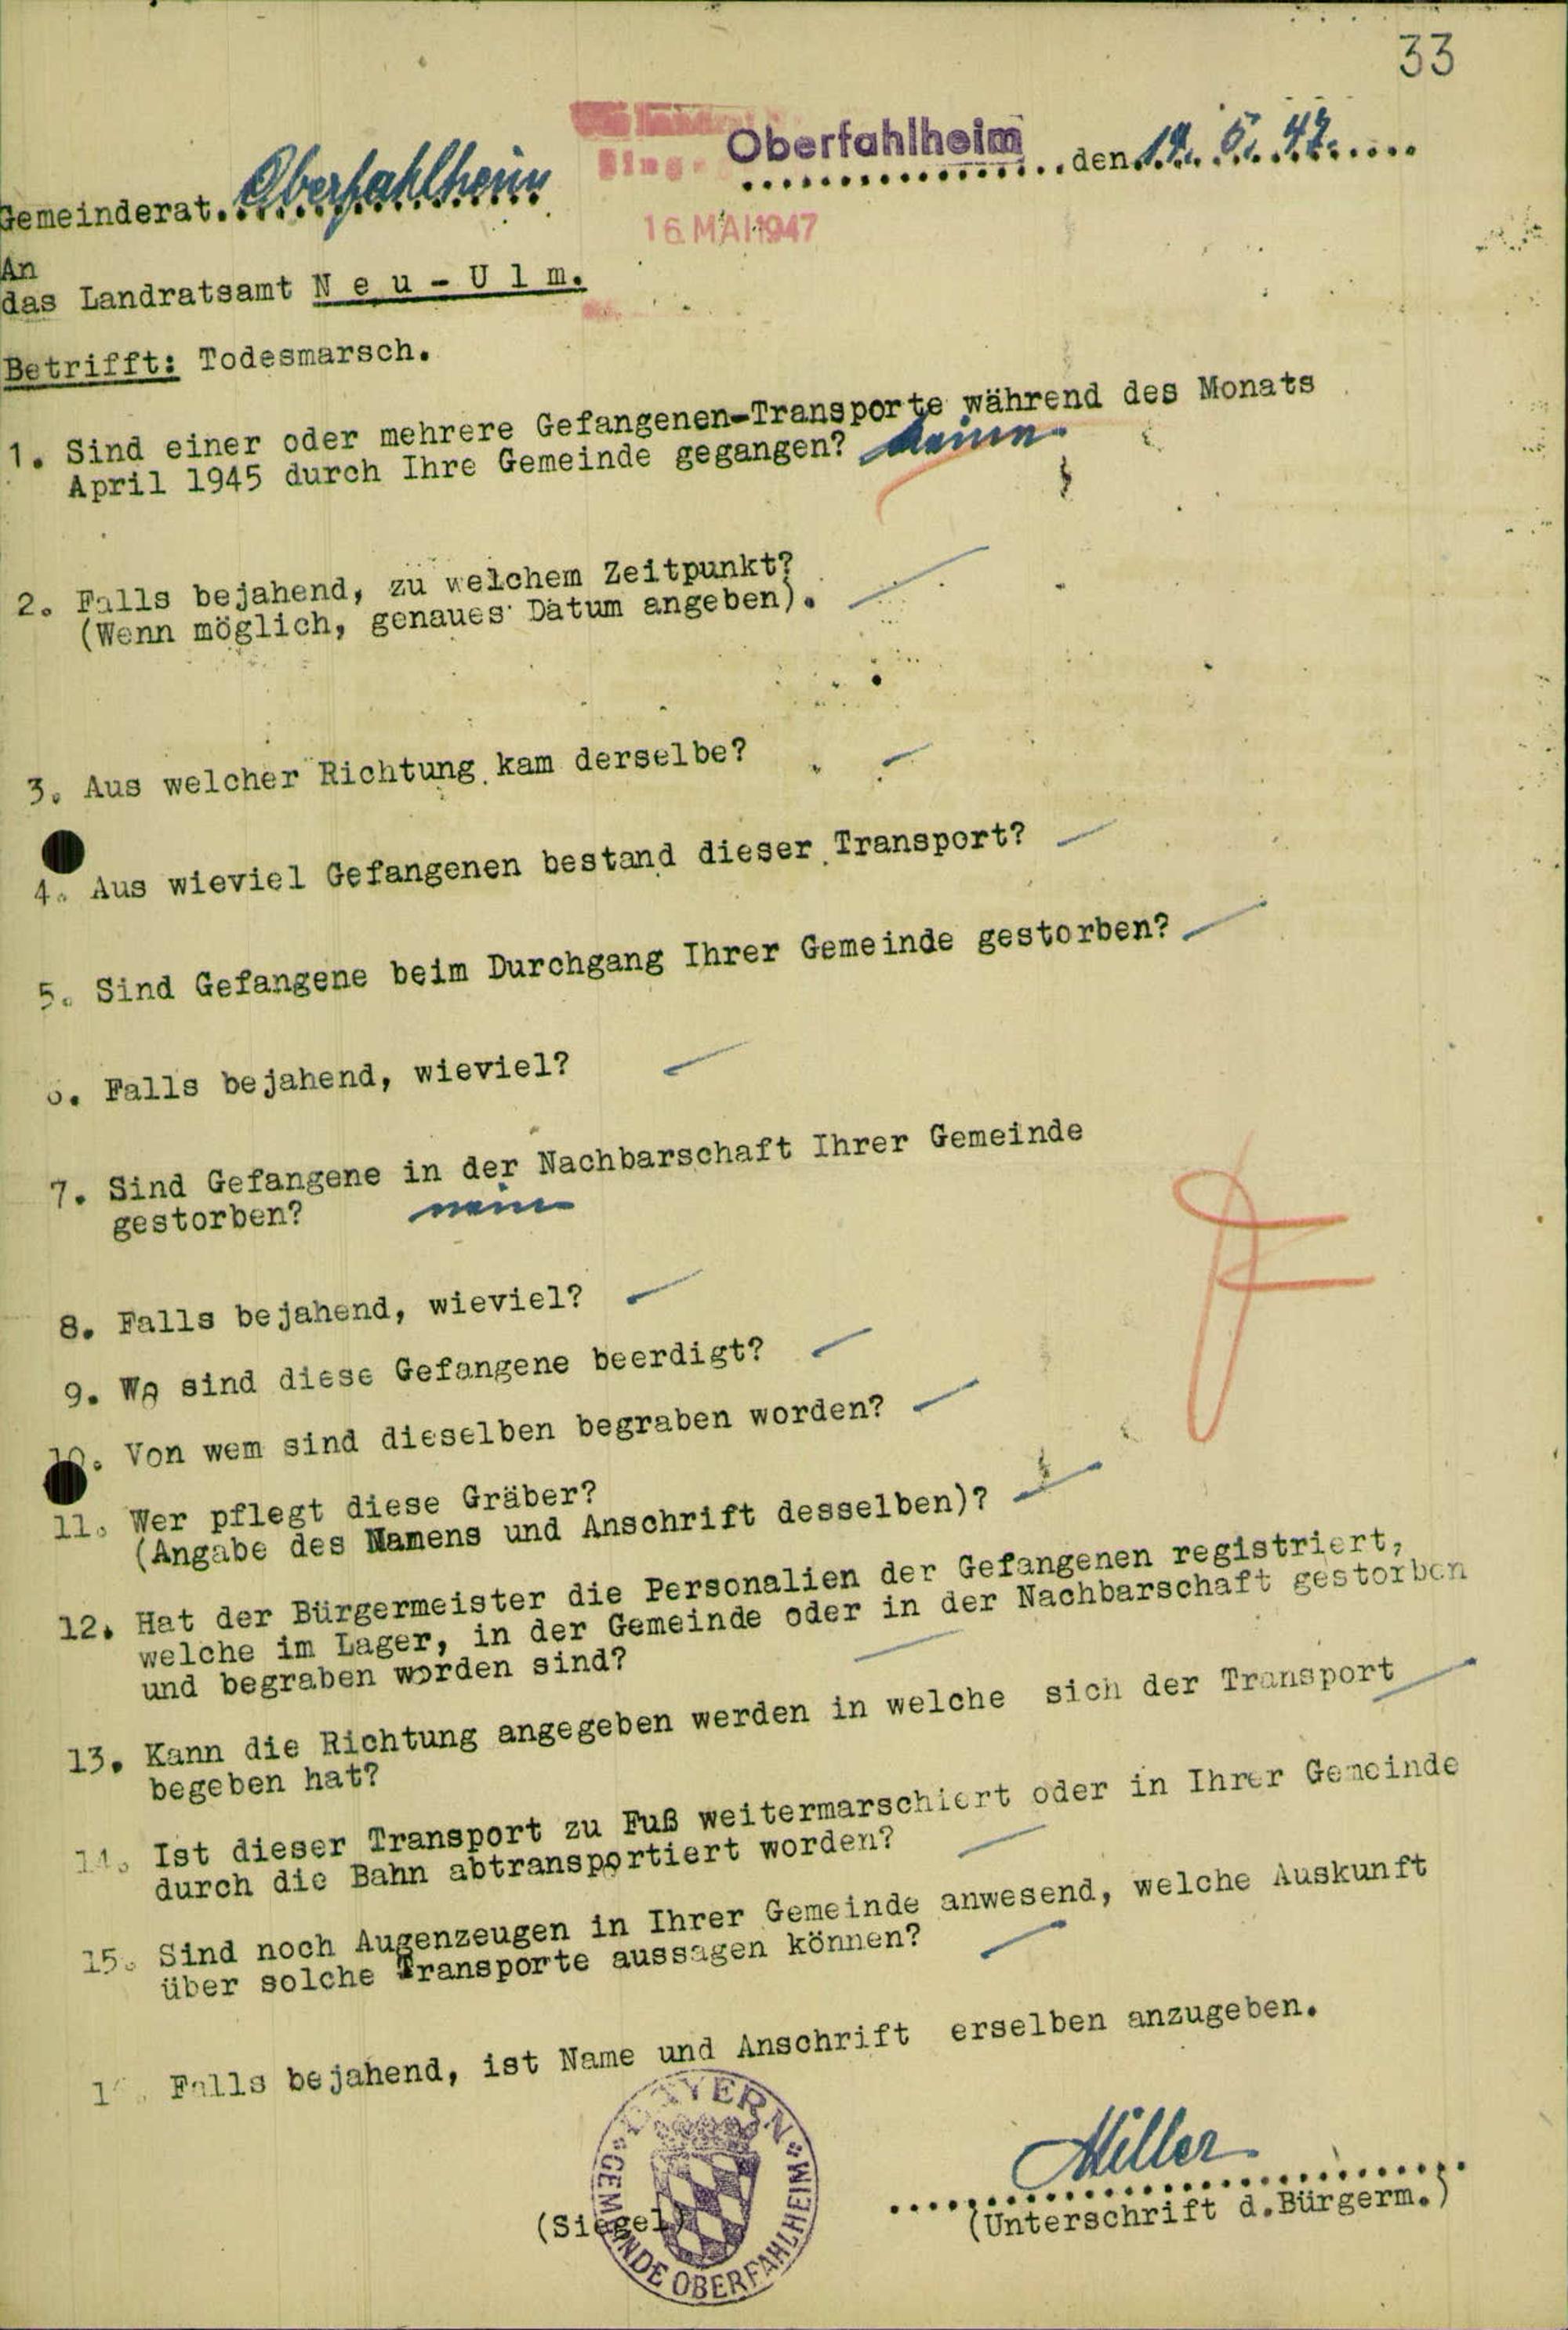 33
Oberfahlheim, den 14. 5. 47.
Gemeinderat Oberfahlheim
16. MAI 1947
An
das Landratsamt N e u - U l m.
Betrifft: Todesmarsch.
1. Sind einer oder mehrere Gefangenen-Transporte während des Monats
April 1945 durch Ihre Gemeinde gegangen? keinen
2. Falls bejahend, zu welchem Zeitpunkt?
(Wenn möglich, genaues Datum angeben).
3. Aus welcher Richtung kam derselbe?
4. Aus wieviel Gefangenen bestand dieser Transport?
5. Sind Gefangene beim Durchgang Ihrer Gemeinde gestorben?
6. Falls bejahend, wieviel?
7. Sind Gefangene in der Nachbarschaft Ihrer Gemeinde
gestorben? nein
8. Falls bejahend, wieviel?
9. Wo sind diese Gefangene beerdigt?
10. Von wem sind dieselben begraben worden?
11. Wer pflegt diese Gräber?
(Angabe des Namens und Anschrift desselben)?
12. Hat der Bürgermeister die Personalien der Gefangenen registriert,
welche im Lager, in der Gemeinde oder in der Nachbarschaft gestorben
und begraben worden sind?
13. Kann die Richtung angegeben werden in welche sich der Transport
begeben hat?
14. Ist dieser Transport zu Fuß weitermarschiert oder in Ihrer Gemeinde
durch die Bahn abtransportiert worden?
15. Sind noch Augenzeugen in Ihrer Gemeinde anwesend, welche Auskunft
über solche Transporte aussagen können?
1 . Falls bejahend, ist Name und Anschrift erselben anzugeben.
BAYERN
GEMEINDE OBERFAHLHEIM
(Siegel)
Miller
(Unterschrift d.Bürgerm.)